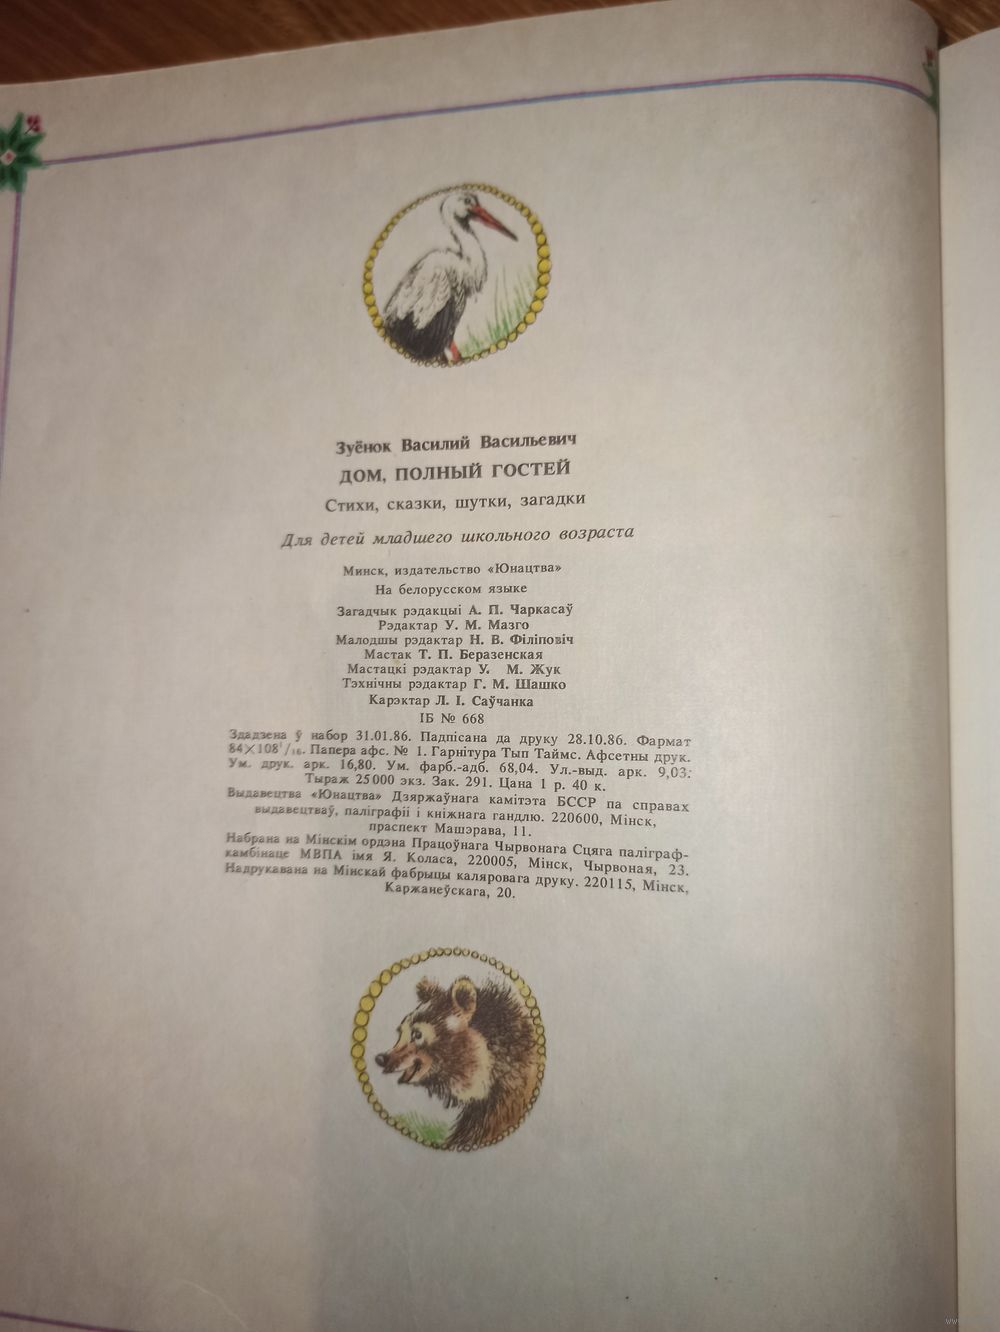 Зуёнок Василий Васильевич
ДОМ, ПОЛНЫЙ ГОСТЕЙ
Стихи, сказки, шутки, загадки
Для детей младшего школьного возраста
Минск, издательство «Юнацтва»
На белорусском языке
Загадчык рэдакцыі А. П. Чаркасаў
Рэдактар У. М. Мазго
Малодшы рэдактар Н. В. Філіповіч
Мастак Т. П. Беразенская
Мастацкі рэдактар У. М. Жук
Тэхнічны рэдактар Г. М. Шашко
Карэктар Л. І. Саўчанка
ІБ № 668
Здадзена ў набор 31.01.86. Падпісана да друку 28.10.86. Фармат
84×108¹/₁₆. Папера афс. № 1. Гарнітура Тып Таймс. Афсетны друк.
Ум. друк. арк. 16,80. Ум. фарб.-адб. 68,04. Ул.-выд. арк. 9,03.
Тыраж 25 000 экз. Зак. 291. Цана 1 р. 40 к.
Выдавецтва «Юнацтва» Дзяржаўнага камітэта БССР па справах
выдавецтваў, паліграфіі і кніжнага гандлю. 220600, Мінск,
праспект Машэрава, 11.
Набрана на Мінскім ордэна Працоўнага Чырвонага Сцяга паліграф-
камбінаце МВПА імя Я. Коласа, 220005, Мінск, Чырвоная, 23.
Надрукавана на Мінскай фабрыцы каляровага друку. 220115, Мінск,
Каржанеўскага, 20.